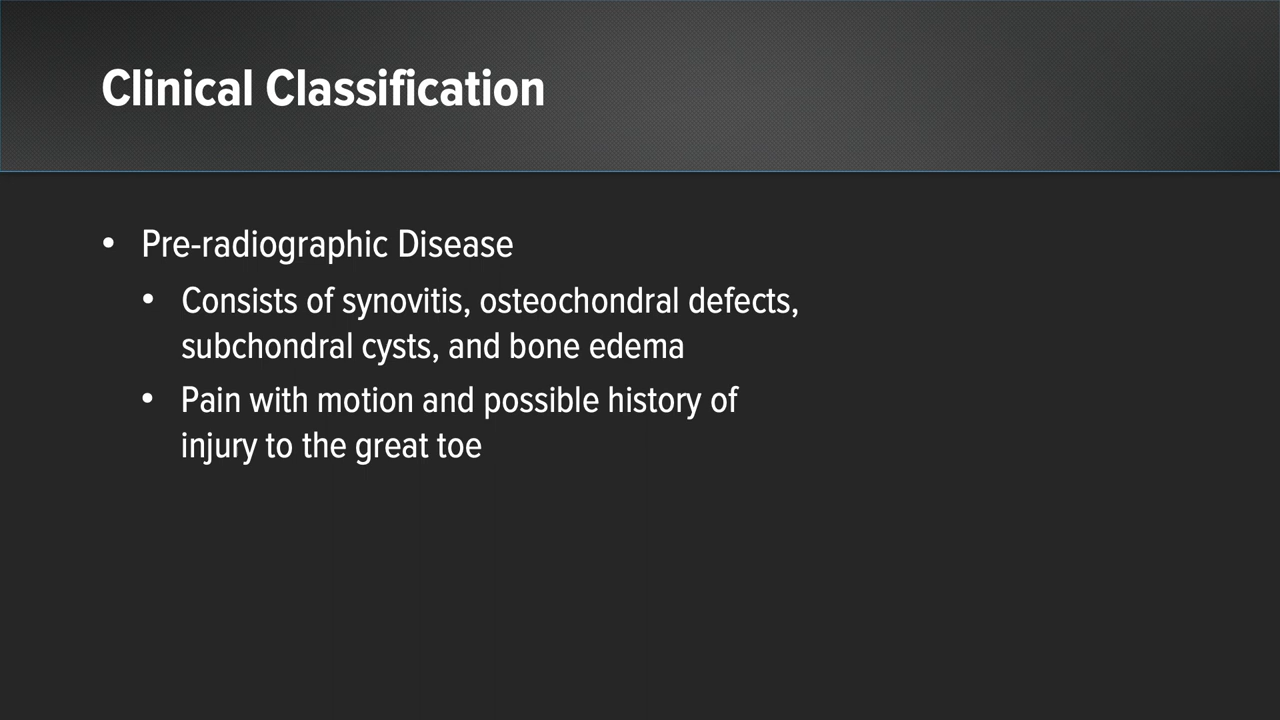 Clinical Classification
• Pre-radiographic Disease
• Consists of synovitis, osteochondral defects,
subchondral cysts, and bone edema
• Pain with motion and possible history of
injury to the great toe